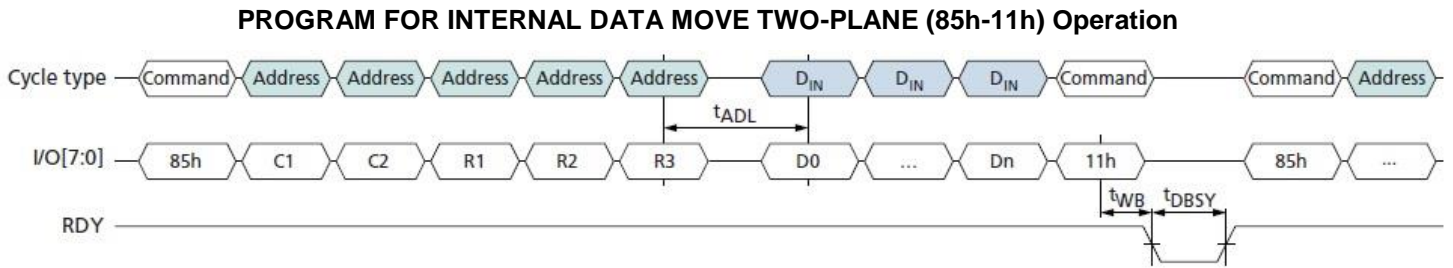 PROGRAM FOR INTERNAL DATA MOVE TWO-PLANE (85h-11h) Operation
Cycle type Command Address Address Address Address Address DIN DIN DIN Command Command Address
tADL
I/O[7:0] 85h C1 C2 R1 R2 R3 D0 ... Dn 11h 85h ...
tWB tDBSY
RDY